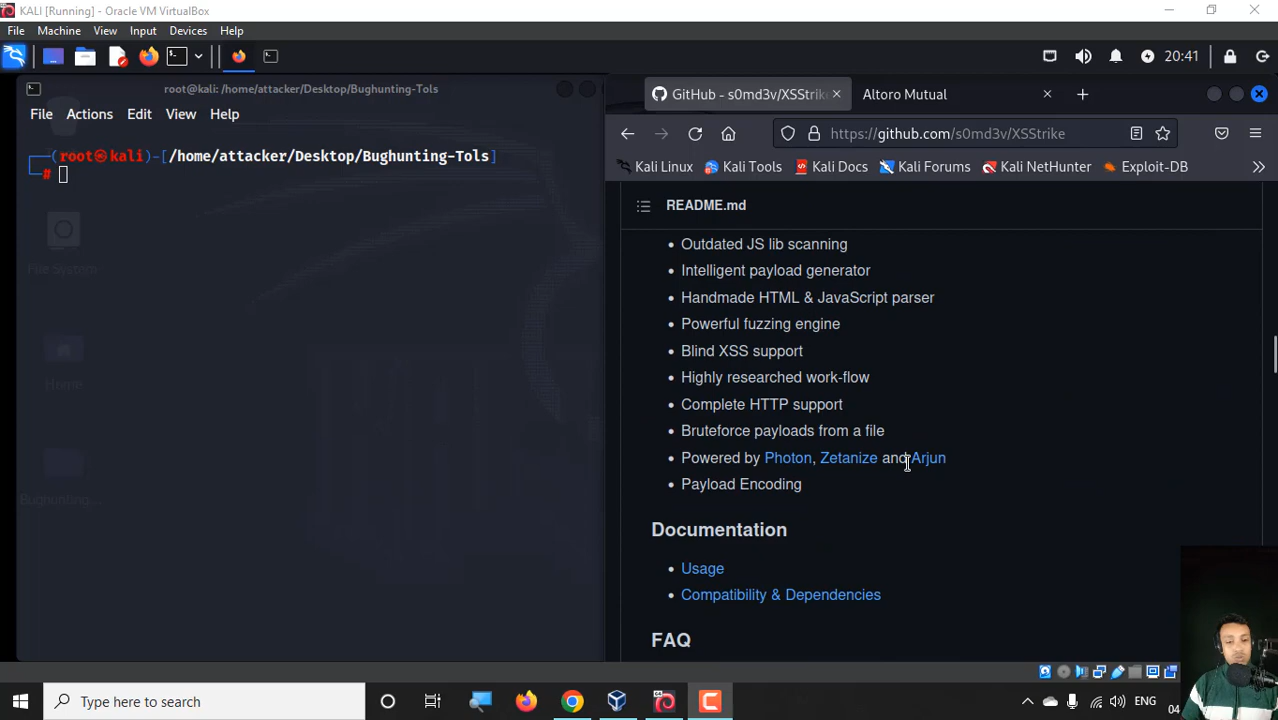 KALI [Running] - Oracle VM VirtualBox
File Machine View Input Devices Help
20:41
root@kali: /home/attacker/Desktop/Bughunting-Tols
File Actions Edit View Help
(root㉿kali)-[/home/attacker/Desktop/Bughunting-Tols]
#
File System
Home
GitHub - s0md3v/XSStrike
Altoro Mutual
https://github.com/s0md3v/XSStrike
Kali Linux Kali Tools Kali Docs Kali Forums Kali NetHunter Exploit-DB
README.md
Outdated JS lib scanning
Intelligent payload generator
Handmade HTML & JavaScript parser
Powerful fuzzing engine
Blind XSS support
Highly researched work-flow
Complete HTTP support
Bruteforce payloads from a file
Powered by Photon, Zetanize and Arjun
Payload Encoding
Documentation
Usage
Compatibility & Dependencies
FAQ
Type here to search
ENG
04